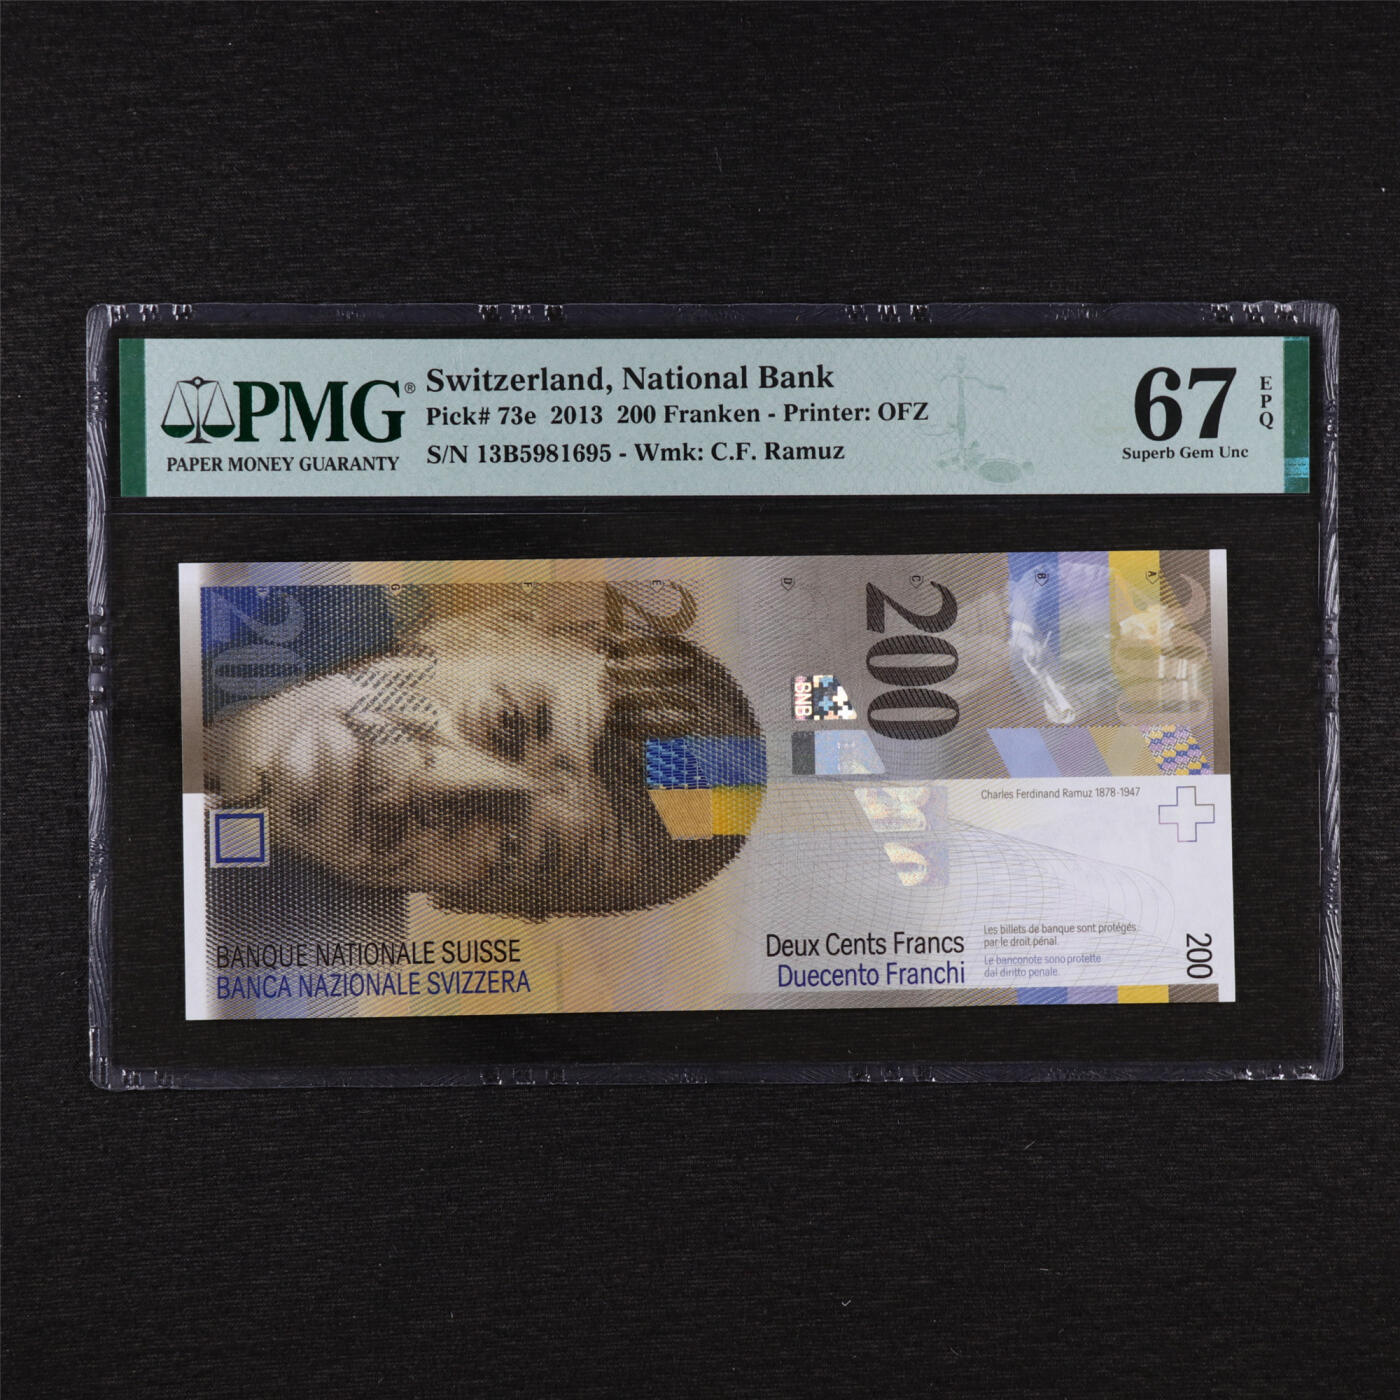 PMG®
PAPER MONEY GUARANTY
Switzerland, National Bank
Pick# 73e 2013 200 Franken - Printer: OFZ
S/N 13B5981695 - Wmk: C.F. Ramuz
67
EPQ
Superb Gem Unc
200
G
F
E
D
C
B
A
200
200
SNB
Charles Ferdinand Ramuz 1878-1947
BANQUE NATIONALE SUISSE
BANCA NAZIONALE SVIZZERA
Deux Cents Francs
Duecento Franchi
Les billets de banque sont protégés
par le droit pénal.
Le banconote sono protette
dal diritto penale.
200